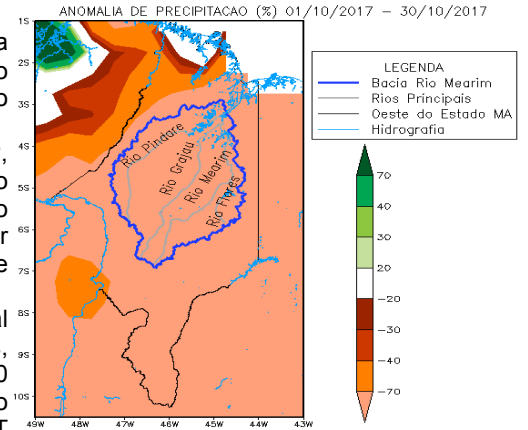 ANOMALIA DE PRECIPITACAO (%) 01/10/2017 – 30/10/2017
a
o
o
,
o
o
r
e
al
,
0
o
T
1S
2S
3S
4S
5S
6S
7S
8S
9S
10S
49W
48W
47W
46W
45W
44W
43W
Rio Pindare
Rio Grajau
Rio Mearim
Rio Flores
LEGENDA
Bacia Rio Mearim
Rios Principais
Oeste do Estado MA
Hidrografia
70
40
30
20
−20
−30
−40
−70